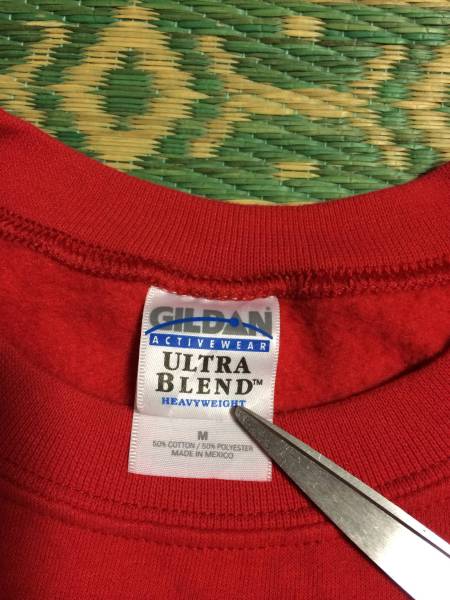 GILDAN
ACTIVEWEAR
ULTRA
BLEND™
HEAVYWEIGHT
M
50% COTTON / 50% POLYESTER
MADE IN MEXICO